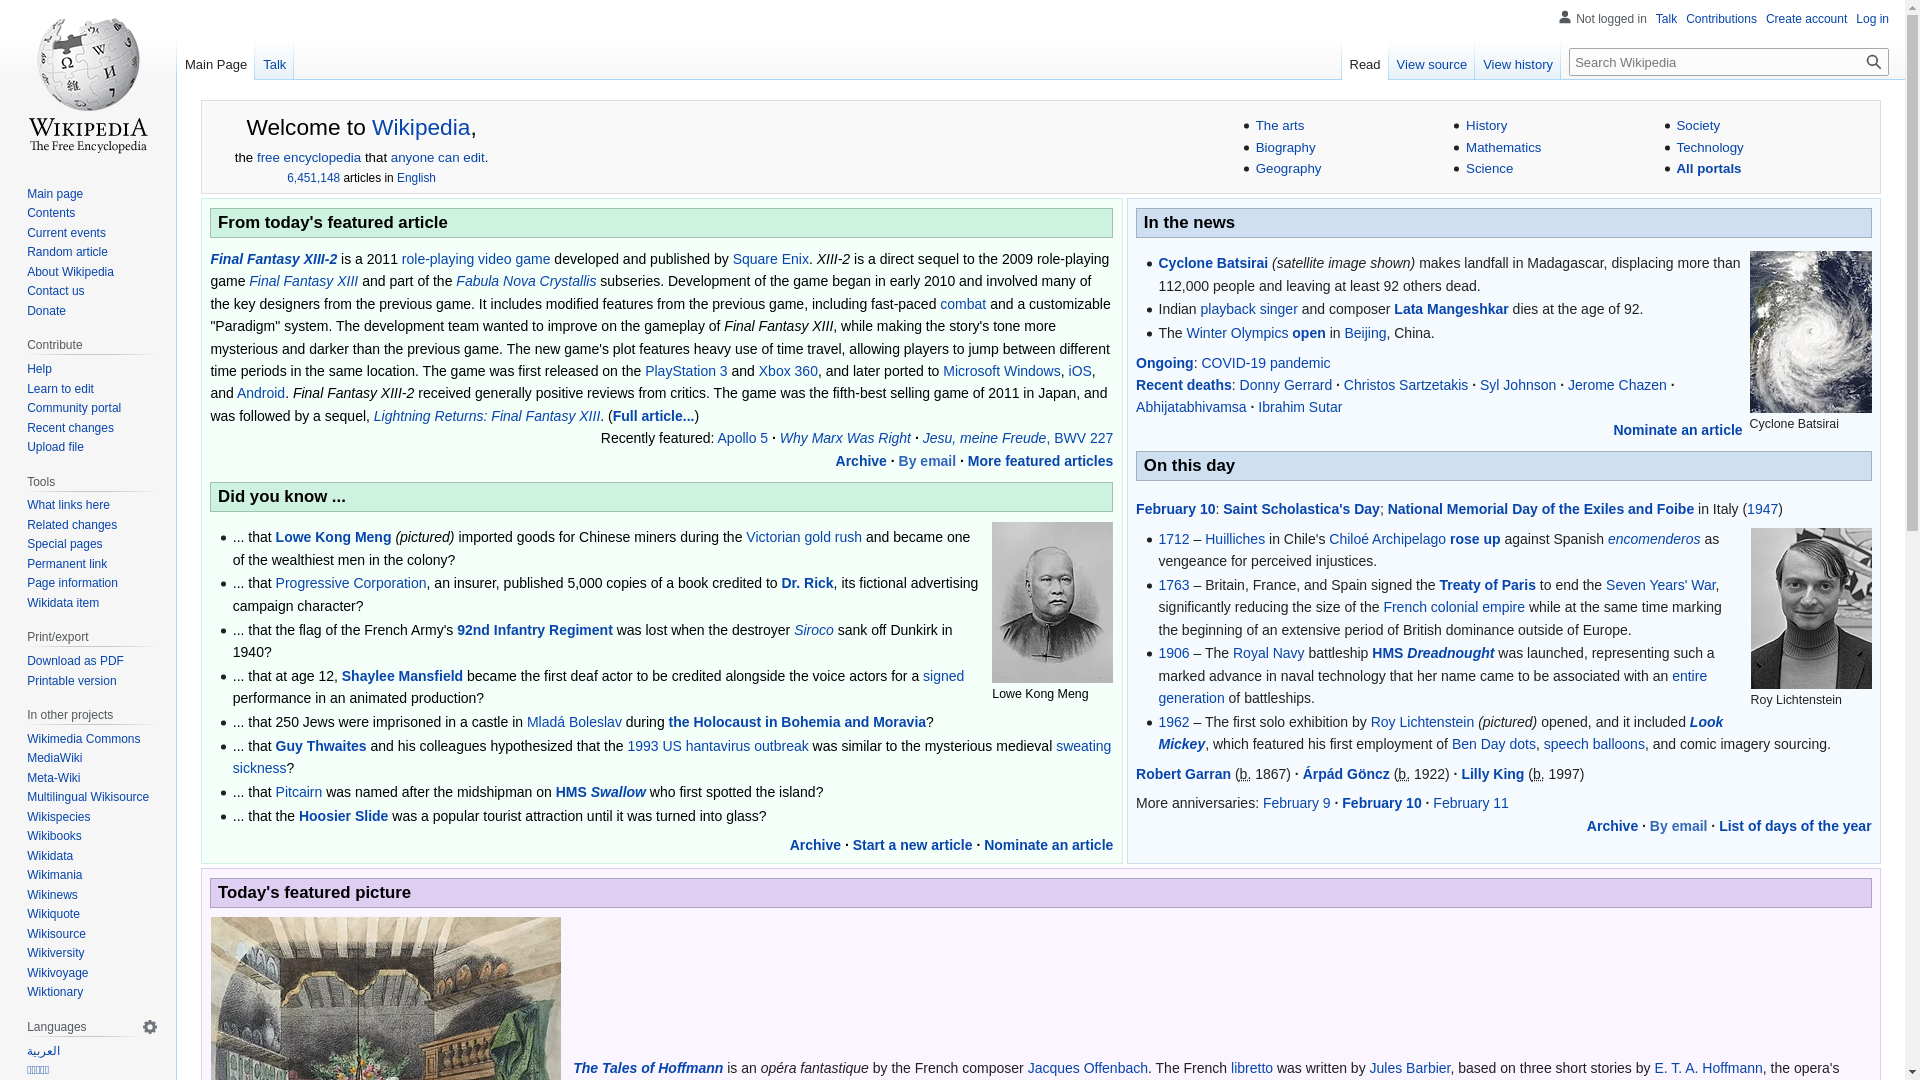 WIKIPEDIA
The Free Encyclopedia
Not logged in Talk Contributions Create account Log in
Main Page Talk
Read View source View history Search Wikipedia
Main page
Contents
Current events
Random article
About Wikipedia
Contact us
Donate
Contribute
Help
Learn to edit
Community portal
Recent changes
Upload file
Tools
What links here
Related changes
Special pages
Permanent link
Page information
Wikidata item
Print/export
Download as PDF
Printable version
In other projects
Wikimedia Commons
MediaWiki
Meta-Wiki
Multilingual Wikisource
Wikispecies
Wikibooks
Wikidata
Wikimania
Wikinews
Wikiquote
Wikisource
Wikiversity
Wikivoyage
Wiktionary
Languages
العربية
Welcome to Wikipedia,
the free encyclopedia that anyone can edit.
6,451,148 articles in English
The arts
Biography
Geography
History
Mathematics
Science
Society
Technology
All portals
From today's featured article
Final Fantasy XIII-2 is a 2011 role-playing video game developed and published by Square Enix. XIII-2 is a direct sequel to the 2009 role-playing
game Final Fantasy XIII and part of the Fabula Nova Crystallis subseries. Development of the game began in early 2010 and involved many of
the key designers from the previous game. It includes modified features from the previous game, including fast-paced combat and a customizable
"Paradigm" system. The development team wanted to improve on the gameplay of Final Fantasy XIII, while making the story's tone more
mysterious and darker than the previous game. The new game's plot features heavy use of time travel, allowing players to jump between different
time periods in the same location. The game was first released on the PlayStation 3 and Xbox 360, and later ported to Microsoft Windows, iOS,
and Android. Final Fantasy XIII-2 received generally positive reviews from critics. The game was the fifth-best selling game of 2011 in Japan, and
was followed by a sequel, Lightning Returns: Final Fantasy XIII. (Full article...)
Recently featured: Apollo 5 · Why Marx Was Right · Jesu, meine Freude, BWV 227
Archive · By email · More featured articles
Did you know ...
... that Lowe Kong Meng (pictured) imported goods for Chinese miners during the Victorian gold rush and became one
of the wealthiest men in the colony?
... that Progressive Corporation, an insurer, published 5,000 copies of a book credited to Dr. Rick, its fictional advertising
campaign character?
... that the flag of the French Army's 92nd Infantry Regiment was lost when the destroyer Siroco sank off Dunkirk in
1940?
... that at age 12, Shaylee Mansfield became the first deaf actor to be credited alongside the voice actors for a signed
performance in an animated production?
... that 250 Jews were imprisoned in a castle in Mladá Boleslav during the Holocaust in Bohemia and Moravia?
... that Guy Thwaites and his colleagues hypothesized that the 1993 US hantavirus outbreak was similar to the mysterious medieval sweating
sickness?
... that Pitcairn was named after the midshipman on HMS Swallow who first spotted the island?
... that the Hoosier Slide was a popular tourist attraction until it was turned into glass?
Lowe Kong Meng
Archive · Start a new article · Nominate an article
In the news
Cyclone Batsirai (satellite image shown) makes landfall in Madagascar, displacing more than
112,000 people and leaving at least 92 others dead.
Indian playback singer and composer Lata Mangeshkar dies at the age of 92.
The Winter Olympics open in Beijing, China.
Cyclone Batsirai
Ongoing: COVID-19 pandemic
Recent deaths: Donny Gerrard · Christos Sartzetakis · Syl Johnson · Jerome Chazen ·
Abhijatabhivamsa · Ibrahim Sutar
Nominate an article
On this day
February 10: Saint Scholastica's Day; National Memorial Day of the Exiles and Foibe in Italy (1947)
1712 – Huilliches in Chile's Chiloé Archipelago rose up against Spanish encomenderos as
vengeance for perceived injustices.
1763 – Britain, France, and Spain signed the Treaty of Paris to end the Seven Years' War,
significantly reducing the size of the French colonial empire while at the same time marking
the beginning of an extensive period of British dominance outside of Europe.
1906 – The Royal Navy battleship HMS Dreadnought was launched, representing such a
marked advance in naval technology that her name came to be associated with an entire
generation of battleships.
1962 – The first solo exhibition by Roy Lichtenstein (pictured) opened, and it included Look
Mickey, which featured his first employment of Ben Day dots, speech balloons, and comic imagery sourcing.
Roy Lichtenstein
Robert Garran (b. 1867) · Árpád Göncz (b. 1922) · Lilly King (b. 1997)
More anniversaries: February 9 · February 10 · February 11
Archive · By email · List of days of the year
Today's featured picture
The Tales of Hoffmann is an opéra fantastique by the French composer Jacques Offenbach. The French libretto was written by Jules Barbier, based on three short stories by E. T. A. Hoffmann, the opera's